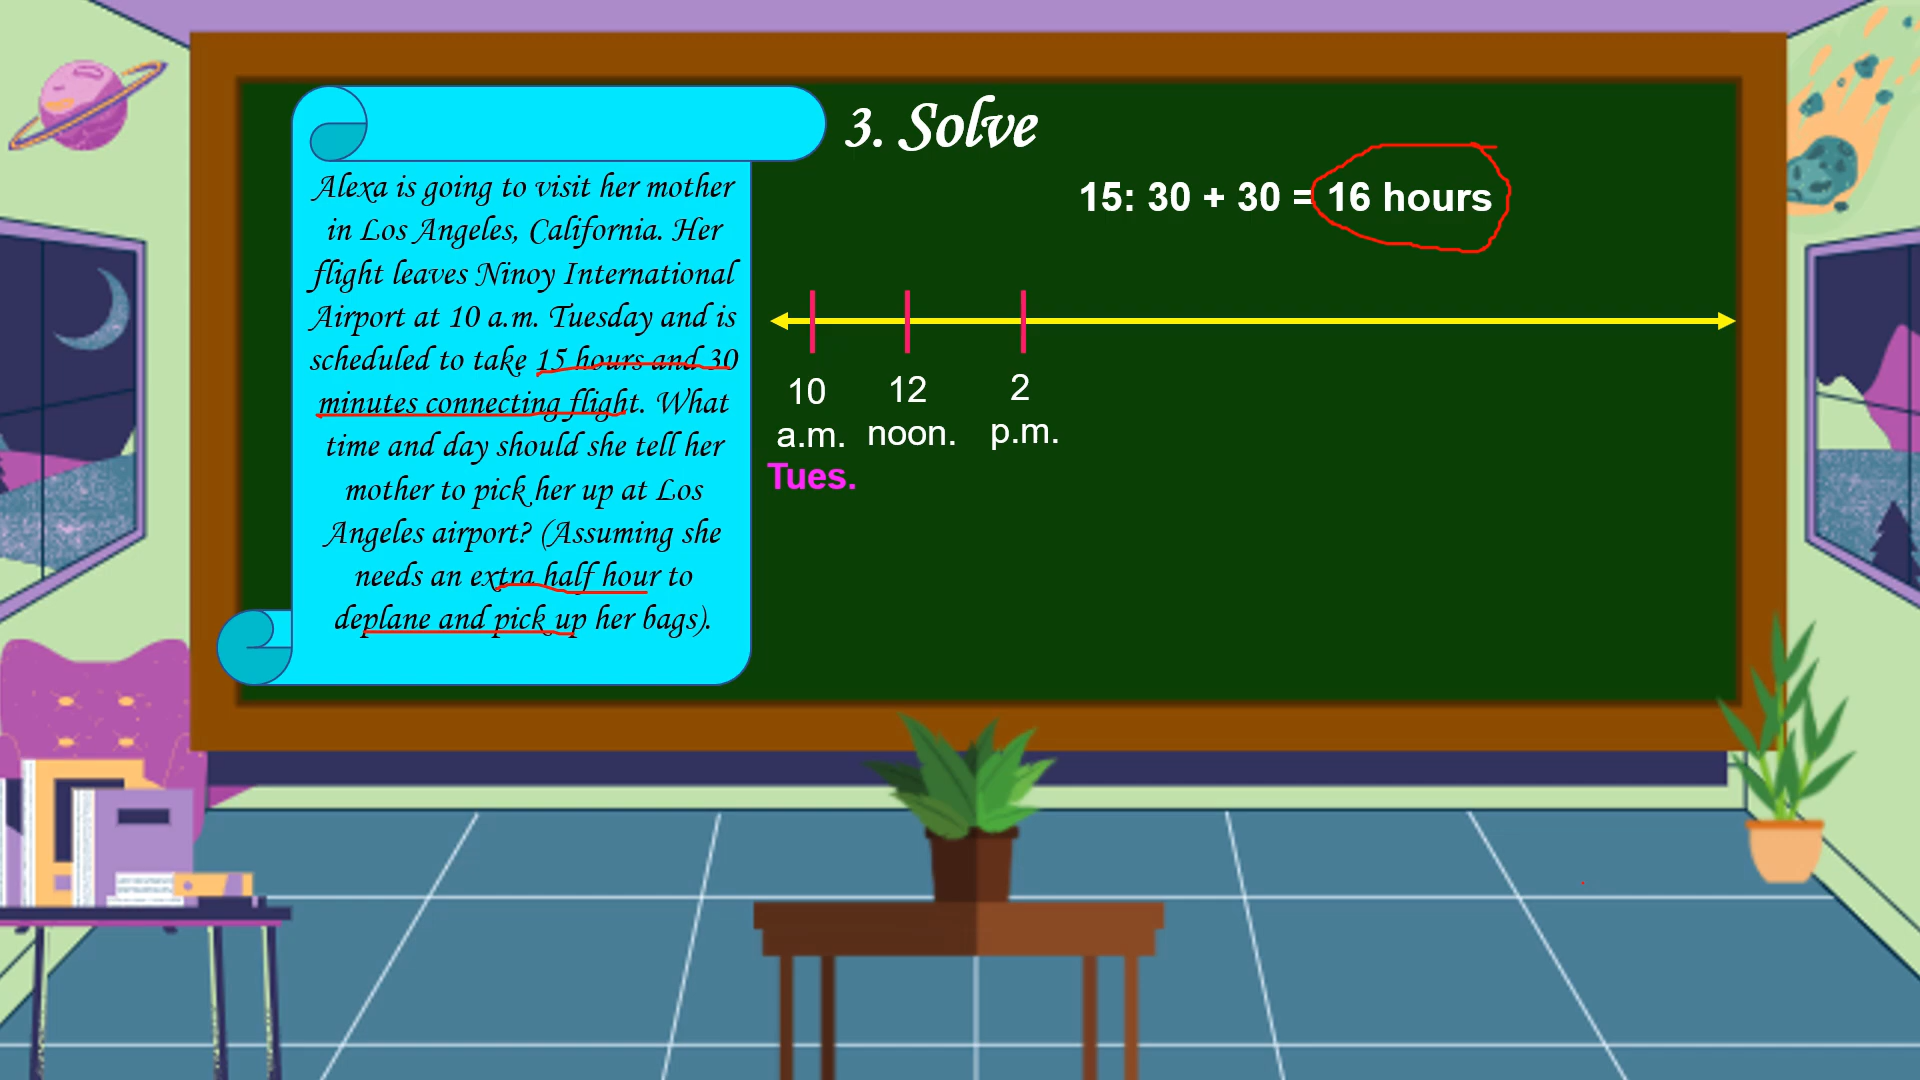 Alexa is going to visit her mother
in Los Angeles, California. Her
flight leaves Ninoy International
Airport at 10 a.m. Tuesday and is
scheduled to take 15 hours and 30
minutes connecting flight. What
time and day should she tell her
mother to pick her up at Los
Angeles airport? (Assuming she
needs an extra half hour to
deplane and pick up her bags).
3. Solve
15: 30 + 30 = 16 hours
10 12 2
a.m. noon. p.m.
Tues.